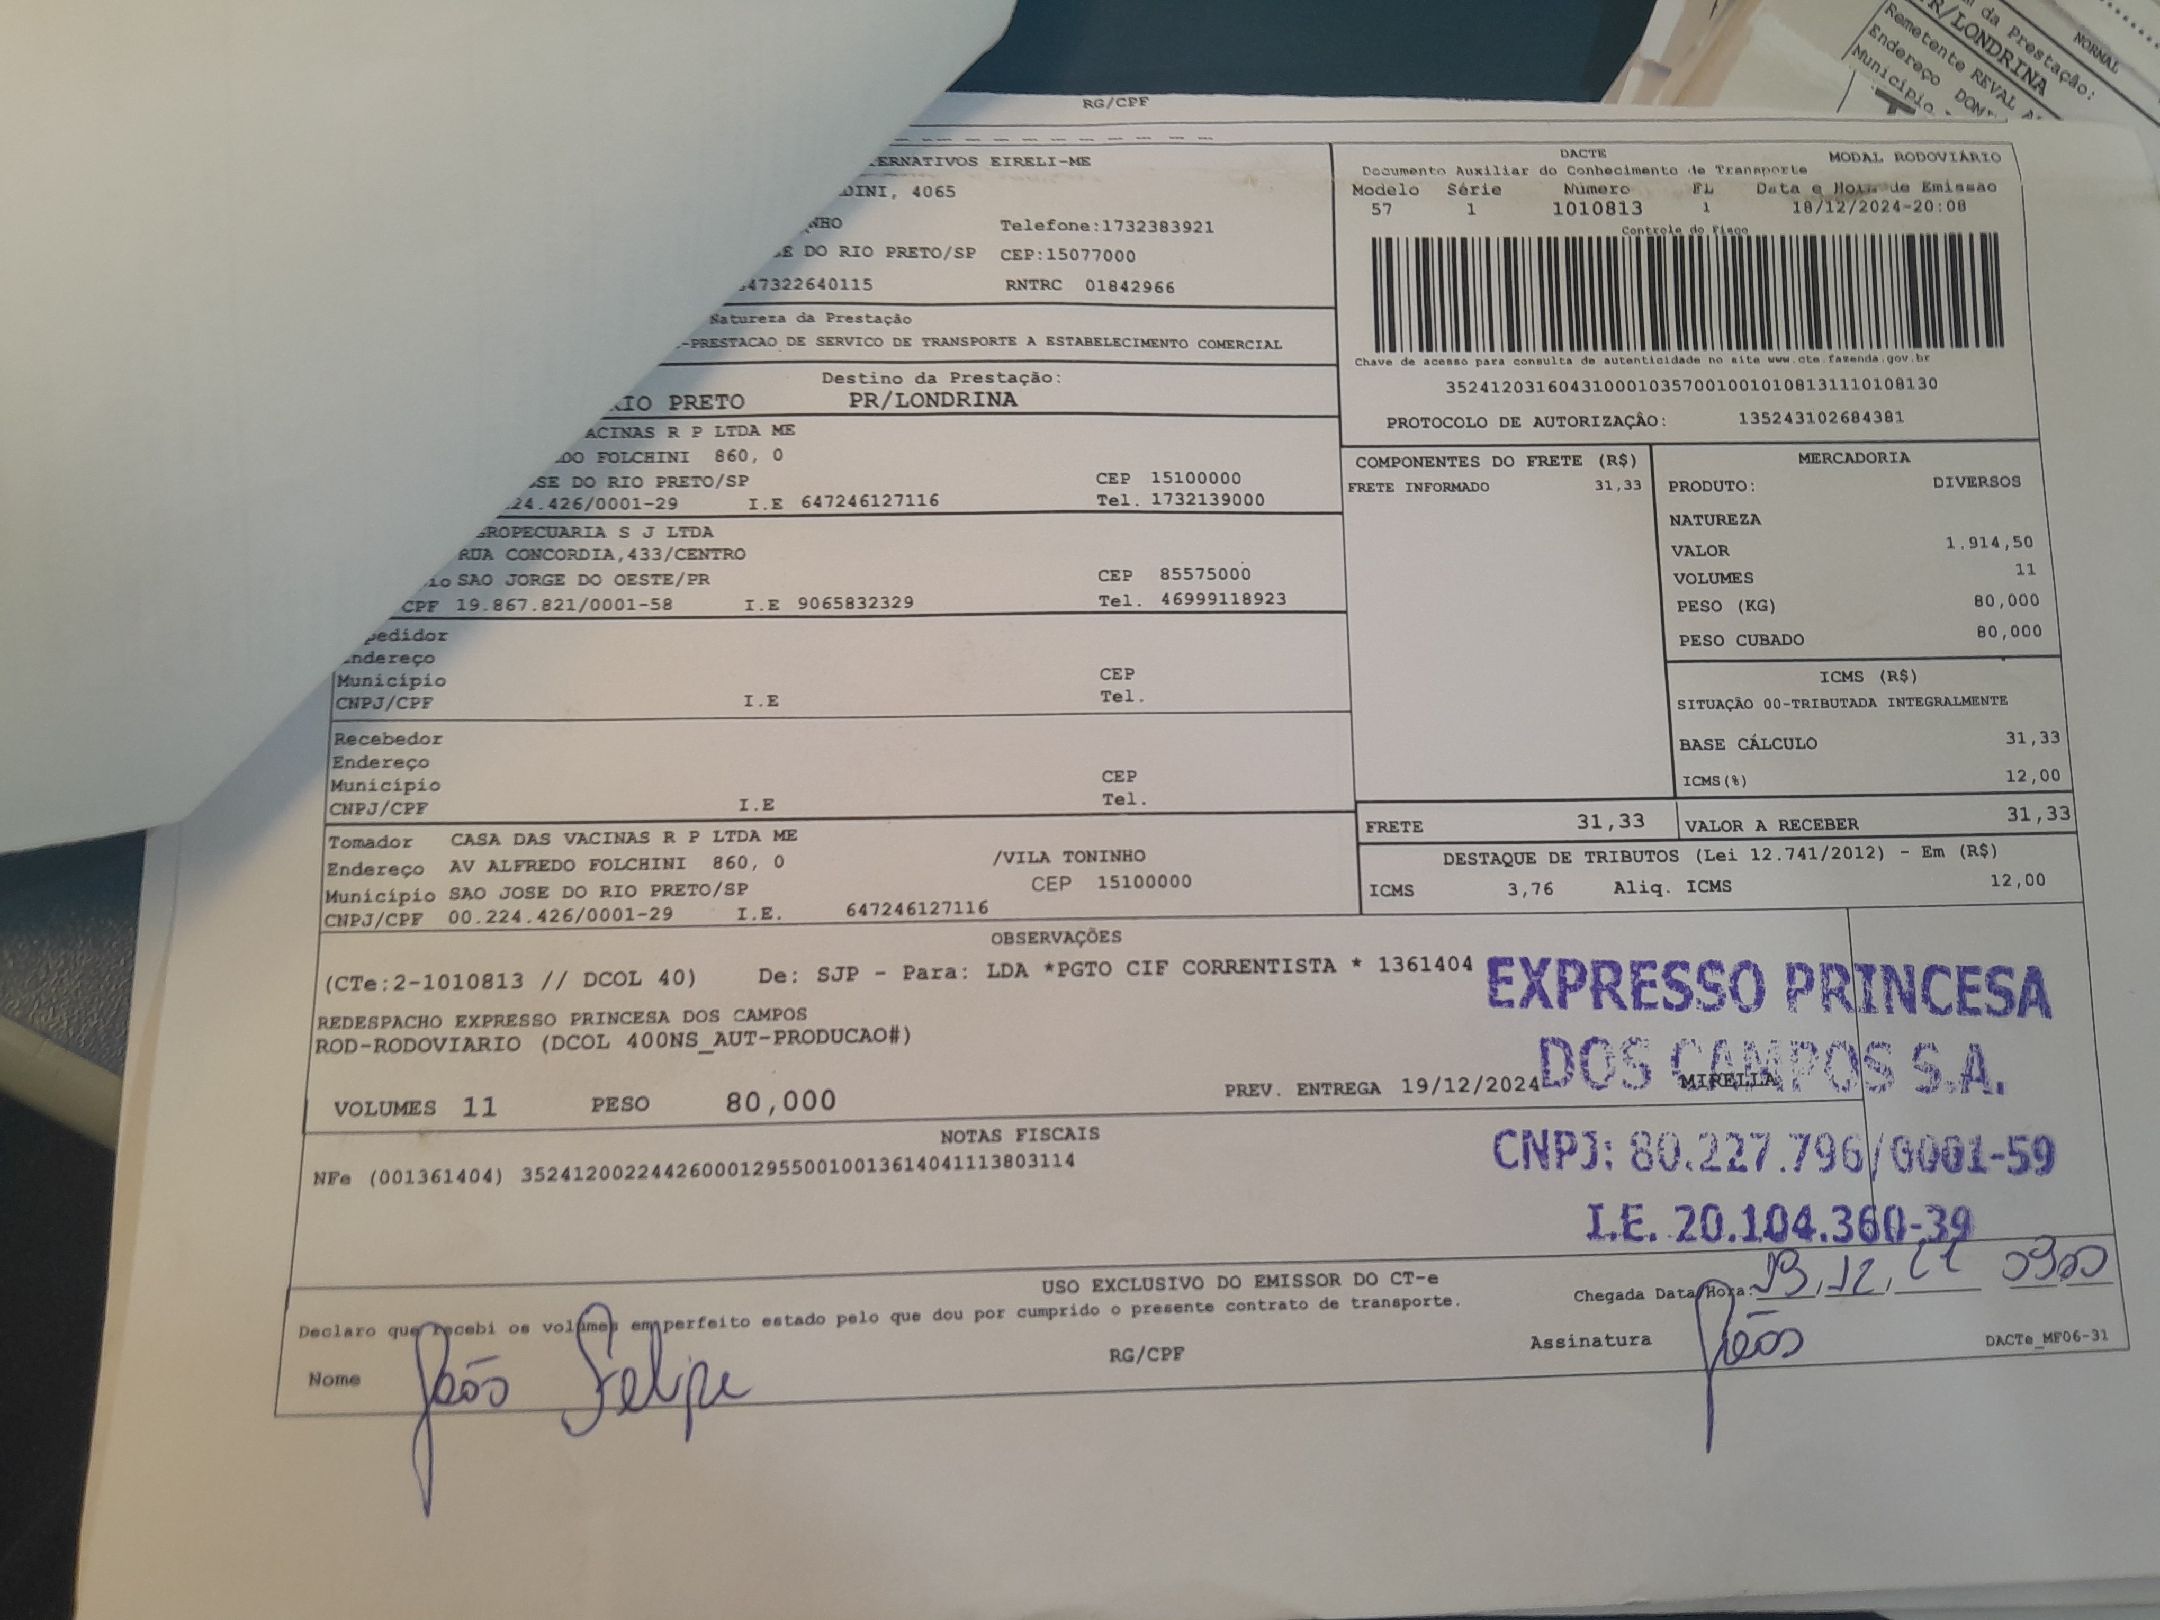 RG/CPF
EIRELI-ME
4065
Telefone:1732383921
DO RIO PRETO/SP CEP:15077000
RNTRC 01842966
Natureza da Prestação
PRESTACAO DE SERVICO DE TRANSPORTE A ESTABELECIMENTO COMERCIAL
Destino da Prestação:
PRETO PR/LONDRINA
R P LTDA ME
FOLCHINI 860, 0
DO RIO PRETO/SP CEP 15100000
I.E 647246127116 Tel. 1732139000
S J LTDA
RUA CONCORDIA,433/CENTRO
SAO JORGE DO OESTE/PR CEP 85575000
CPF 19.867.821/0001-58 I.E 9065832329 Tel. 46999118923
Município CEP
CNPJ/CPF I.E Tel.
Recebedor
Endereço
Município CEP
CNPJ/CPF I.E Tel.
Tomador CASA DAS VACINAS R P LTDA ME
Endereço AV ALFREDO FOLCHINI 860, 0 /VILA TONINHO
Município SAO JOSE DO RIO PRETO/SP CEP 15100000
CNPJ/CPF 00.224.426/0001-29 I.E. 647246127116
DACTE MODAL RODOVIÁRIO
Documento Auxiliar do Conhecimento de Transporte
Modelo Série Número FL Data e Hora de Emissão
57 1 1010813 1 18/12/2024-20:08
Controle do Fisco
Chave de acesso para consulta de autenticidade no site www.cte.fazenda.gov.br
35241203160431000103570010010108131110108130
PROTOCOLO DE AUTORIZAÇÂO: 135243102684381
COMPONENTES DO FRETE (R$)
FRETE INFORMADO 31,33
MERCADORIA
PRODUTO: DIVERSOS
NATUREZA
VALOR 1.914,50
VOLUMES 11
PESO (KG) 80,000
PESO CUBADO 80,000
ICMS (R$)
SITUAÇÃO 00-TRIBUTADA INTEGRALMENTE
BASE CÁLCULO 31,33
ICMS(%) 12,00
FRETE 31,33 VALOR A RECEBER 31,33
DESTAQUE DE TRIBUTOS (Lei 12.741/2012) - Em (R$)
ICMS 3,76 Aliq. ICMS 12,00
OBSERVAÇÕES
(CTe:2-1010813 // DCOL 40) De: SJP - Para: LDA *PGTO CIF CORRENTISTA * 1361404
REDESPACHO EXPRESSO PRINCESA DOS CAMPOS
ROD-RODOVIARIO (DCOL 400NS_AUT-PRODUCAO#)
VOLUMES 11 PESO 80,000 PREV. ENTREGA 19/12/2024 MIRELLA
EXPRESSO PRINCESA
DOS CAMPOS S.A.
CNPJ: 80.227.796/0001-59
I.E. 20.104.360-39
NOTAS FISCAIS
NFe (001361404) 35241200224426000129550010013614041113803114
USO EXCLUSIVO DO EMISSOR DO CT-e
Declaro que recebi os volumes em perfeito estado pelo que dou por cumprido o presente contrato de transporte.
Chegada Data/Hora:
Nome João Felipe RG/CPF Assinatura João DACTe_MF06-31
NORMAL
da Prestação:
PR/LONDRINA
Remetente REVAL
Endereço
Município